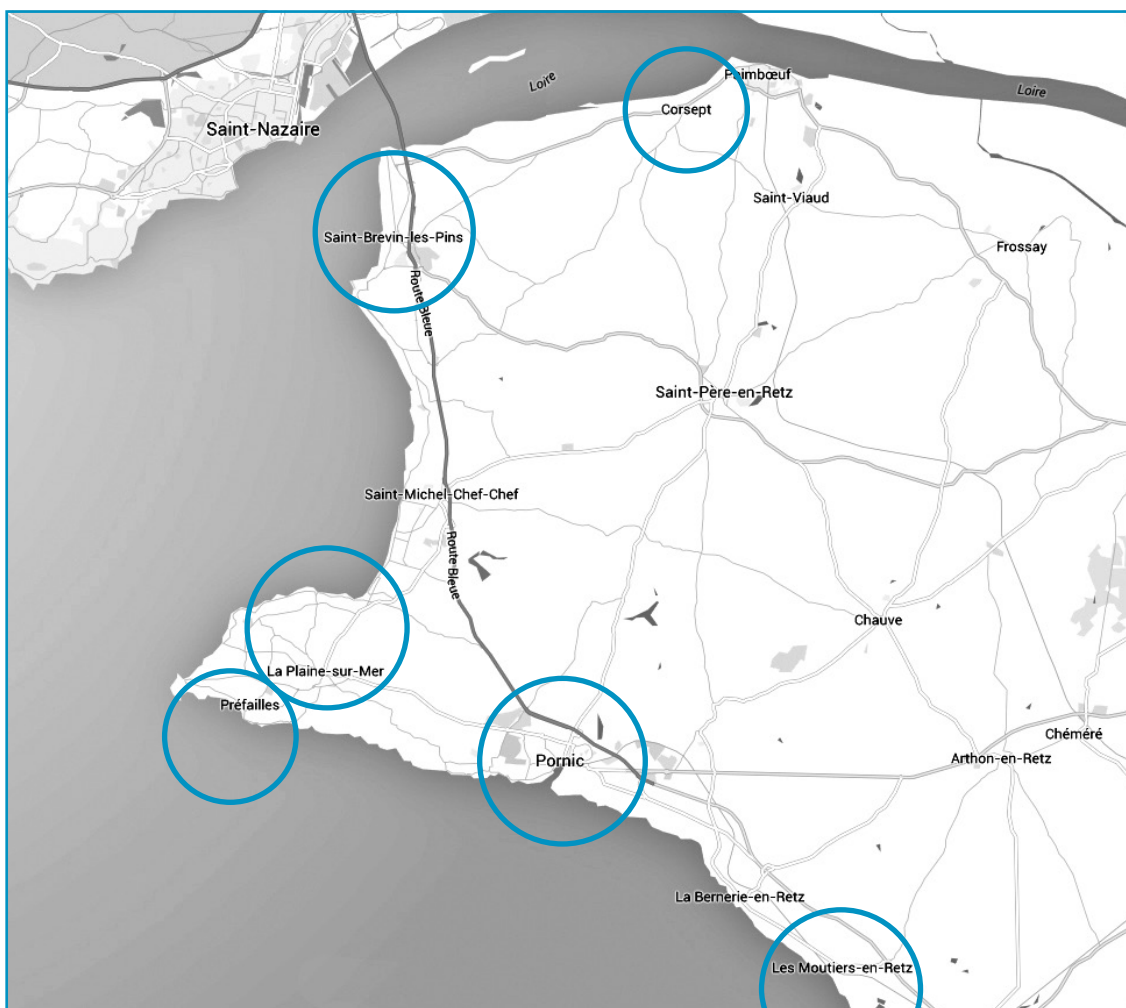 Loire
Paimbœuf
Loire
Corsept
Saint-Nazaire
Saint-Viaud
Saint-Brevin-les-Pins
Frossay
Route Bleue
Saint-Père-en-Retz
Saint-Michel-Chef-Chef
Route Bleue
Chauve
La Plaine-sur-Mer
Préfailles
Chéméré
Pornic
Arthon-en-Retz
La Bernerie-en-Retz
Les Moutiers-en-Retz